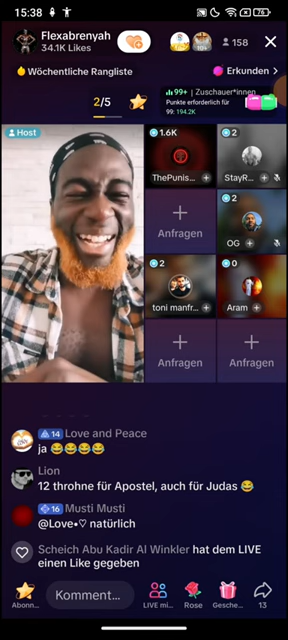 15:38
76
Flexabrenyah
34.1K Likes
158
Wöchentliche Rangliste
Erkunden >
2/5
99+ | Zuschauer*innen
Punkte erforderlich für
99: 194.2K
Host
1.6K
ThePunis...
2
StayR...
Anfragen
2
OG
2
toni manfr...
0
Aram
Anfragen
Anfragen
14 Love and Peace
ja 😂😂😂😂
Lion
12 throhne für Apostel, auch für Judas 😂
16 Musti Musti
@Love•♡ natürlich
Scheich Abu Kadir Al Winkler hat dem LIVE
einen Like gegeben
Komment...
Abonn...
LIVE mi...
Rose
Gesche...
13